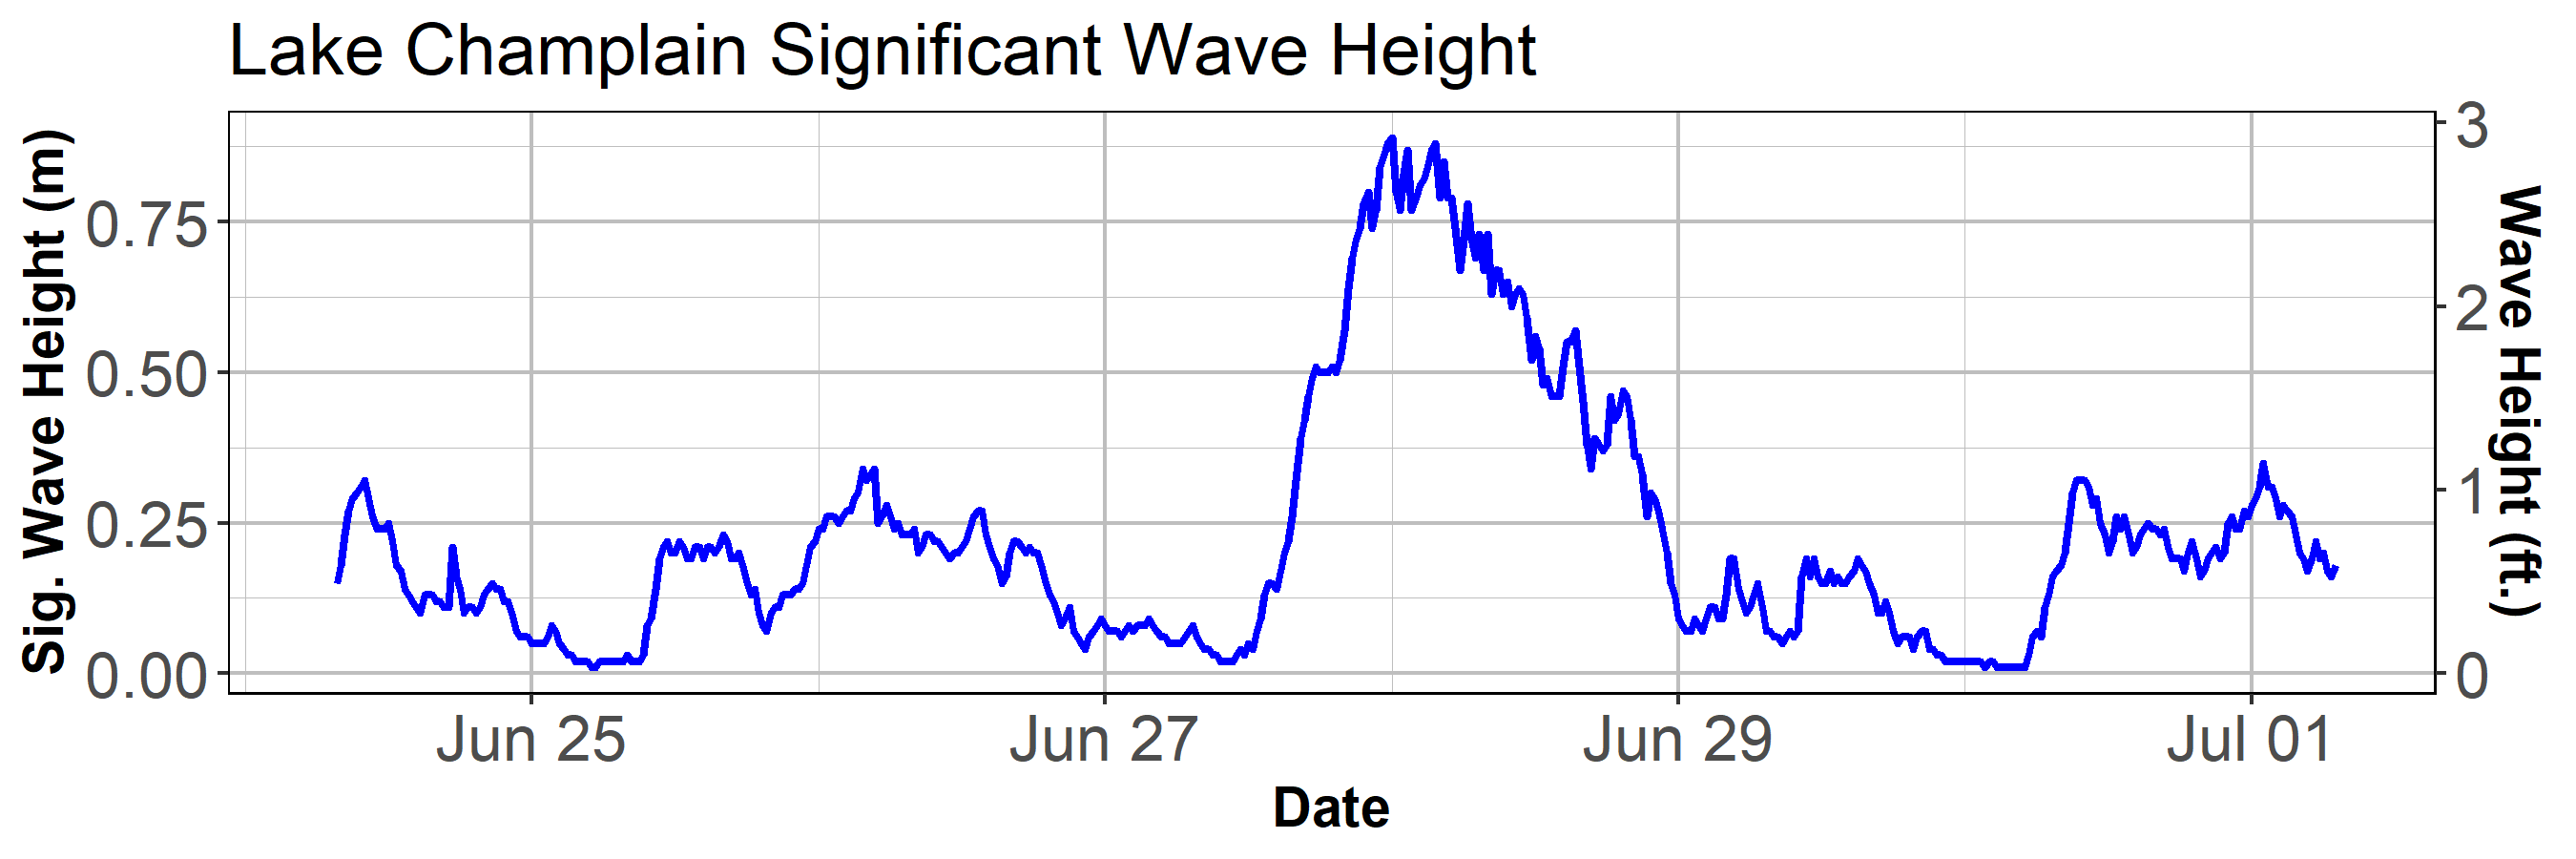 Lake Champlain Significant Wave Height
Sig. Wave Height (m)
0.75
0.50
0.25
0.00
3
2
1
0
Wave Height (ft.)
Jun 25
Jun 27
Jun 29
Jul 01
Date